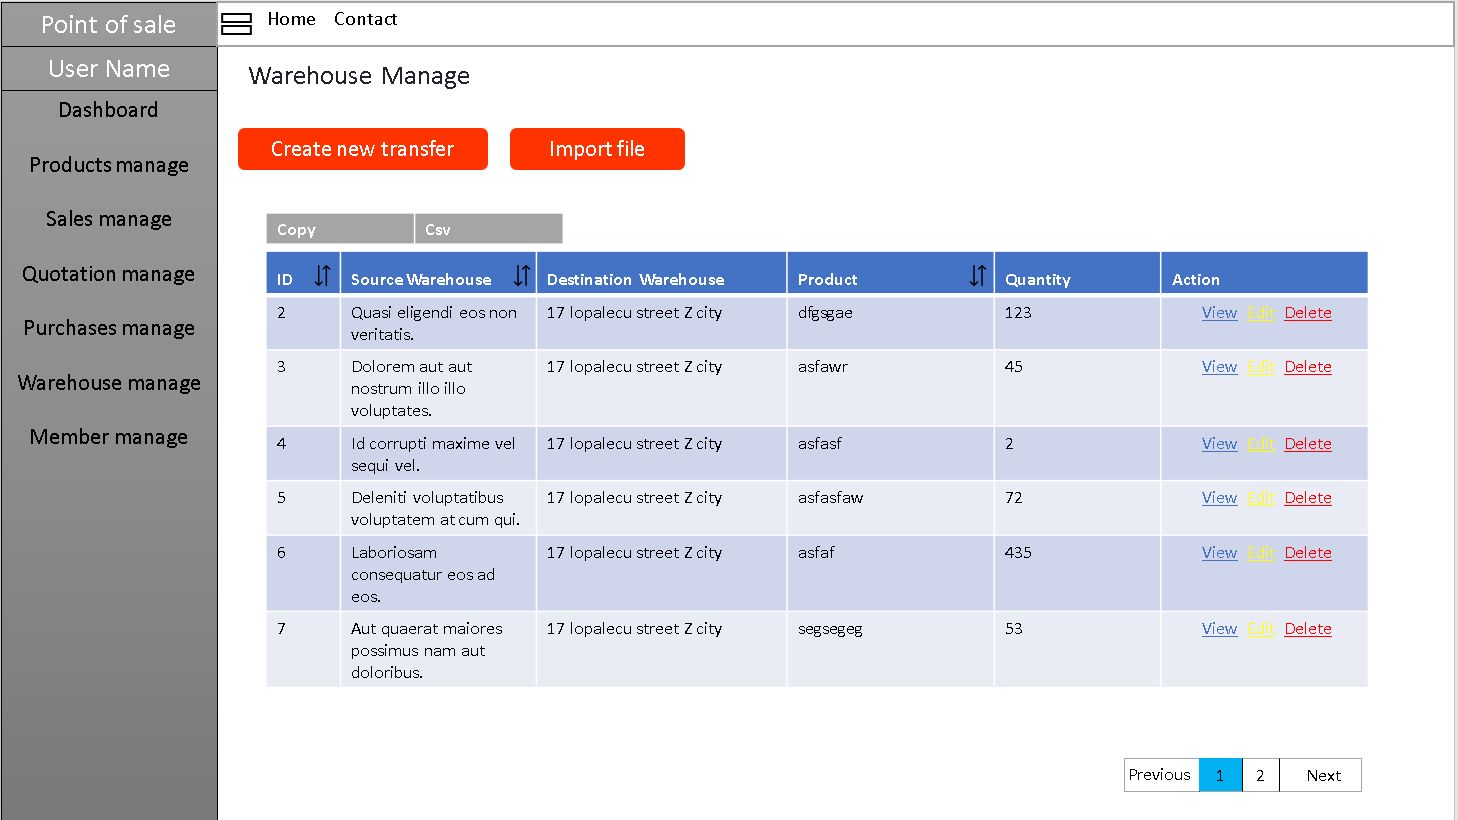 Point of sale
User Name
Dashboard
Products manage
Sales manage
Quotation manage
Purchases manage
Warehouse manage
Member manage
Home Contact
Warehouse Manage
Create new transfer Import file
Copy Csv
ID Source Warehouse Destination Warehouse Product Quantity Action
2 Quasi eligendi eos non 17 lopalecu street Z city dfgsgae 123 View Edit Delete
veritatis.
3 Dolorem aut aut 17 lopalecu street Z city asfawr 45 View Edit Delete
nostrum illo illo
voluptates.
4 Id corrupti maxime vel 17 lopalecu street Z city asfasf 2 View Edit Delete
sequi vel.
5 Deleniti voluptatibus 17 lopalecu street Z city asfasfaw 72 View Edit Delete
voluptatem at cum qui.
6 Laboriosam 17 lopalecu street Z city asfaf 435 View Edit Delete
consequatur eos ad
eos.
7 Aut quaerat maiores 17 lopalecu street Z city segsegeg 53 View Edit Delete
possimus nam aut
doloribus.
Previous 1 2 Next